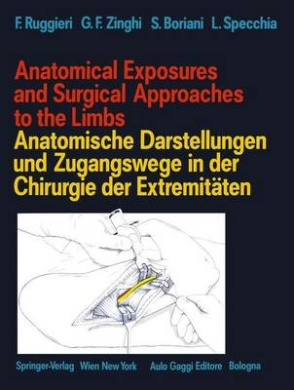 F. Ruggieri G. F. Zinghi S. Boriani L. Specchia
Anatomical Exposures
and Surgical Approaches
to the Limbs
Anatomische Darstellungen
und Zugangswege in der
Chirurgie der Extremitäten
Springer-Verlag Wien New York Aulo Gaggi Editore Bologna